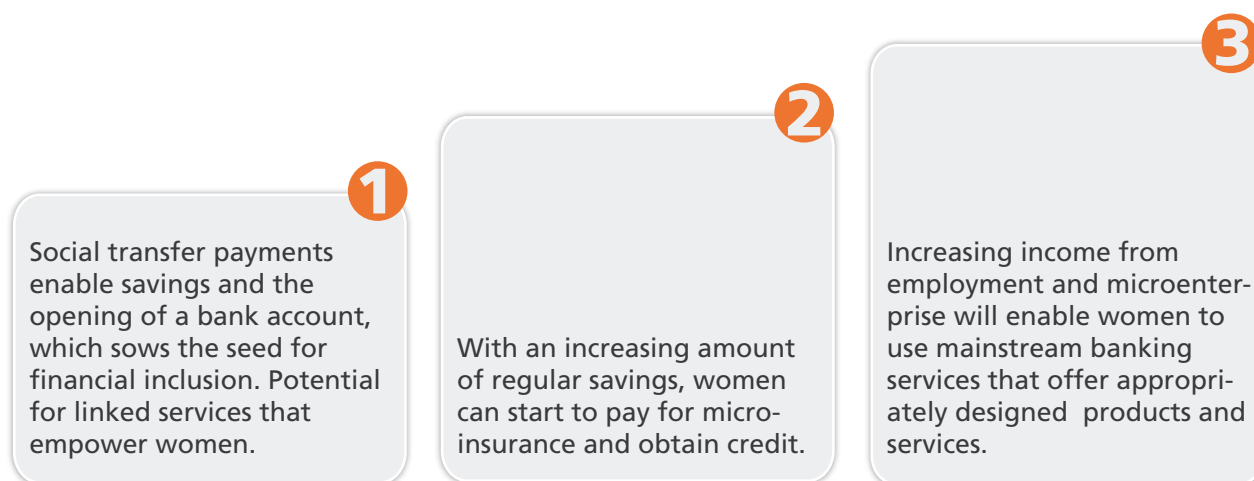 1
Social transfer payments
enable savings and the
opening of a bank account,
which sows the seed for
financial inclusion. Potential
for linked services that
empower women.
2
With an increasing amount
of regular savings, women
can start to pay for micro-
insurance and obtain credit.
3
Increasing income from
employment and microenter-
prise will enable women to
use mainstream banking
services that offer appropri-
ately designed  products and
services.